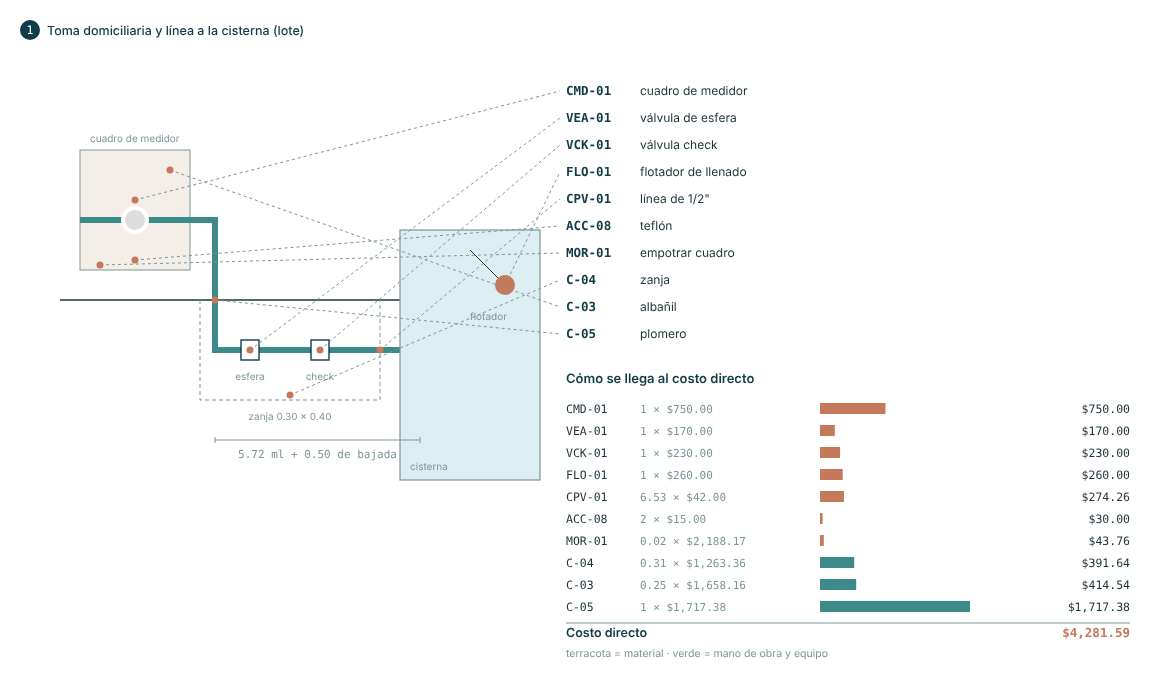 1 Toma domiciliaria y línea a la cisterna (lote)
CMD-01 cuadro de medidor
VEA-01 válvula de esfera
VCK-01 válvula check
FLO-01 flotador de llenado
CPV-01 línea de 1/2"
ACC-08 teflón
MOR-01 empotrar cuadro
C-04 zanja
C-03 albañil
C-05 plomero
cuadro de medidor
flotador
esfera check
zanja 0.30 × 0.40
5.72 ml + 0.50 de bajada
cisterna
Cómo se llega al costo directo
CMD-01 1 × $750.00 $750.00
VEA-01 1 × $170.00 $170.00
VCK-01 1 × $230.00 $230.00
FLO-01 1 × $260.00 $260.00
CPV-01 6.53 × $42.00 $274.26
ACC-08 2 × $15.00 $30.00
MOR-01 0.02 × $2,188.17 $43.76
C-04 0.31 × $1,263.36 $391.64
C-03 0.25 × $1,658.16 $414.54
C-05 1 × $1,717.38 $1,717.38
Costo directo $4,281.59
terracota = material · verde = mano de obra y equipo